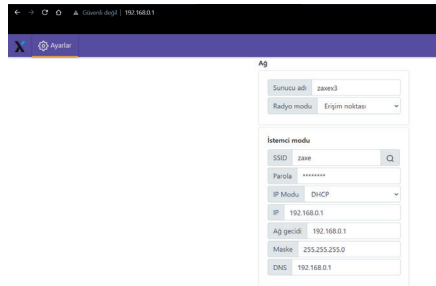 Güvenli değil | 192.168.0.1
X Ayarlar
Ağ
Sunucu adı zaxex3
Radyo modu Erişim noktası
İstemci modu
SSID zaxe
Parola ********
IP Modu DHCP
IP 192.168.0.1
Ağ geçidi 192.168.0.1
Maske 255.255.255.0
DNS 192.168.0.1